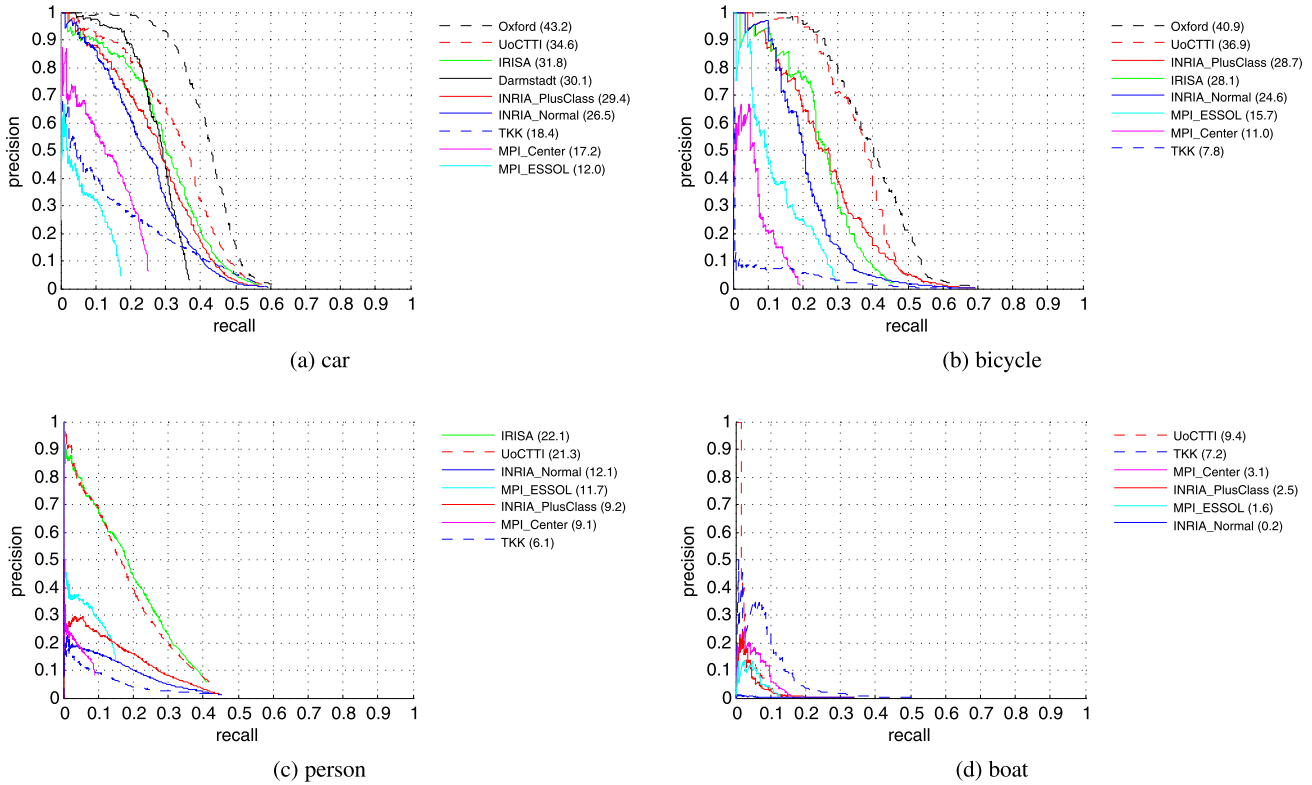 1
0.9
0.8
0.7
0.6
0.5
0.4
0.3
0.2
0.1
0
precision
0 0.1 0.2 0.3 0.4 0.5 0.6 0.7 0.8 0.9 1
recall
Oxford (43.2)
UoCTTI (34.6)
IRISA (31.8)
Darmstadt (30.1)
INRIA_PlusClass (29.4)
INRIA_Normal (26.5)
TKK (18.4)
MPI_Center (17.2)
MPI_ESSOL (12.0)
(a) car
1
0.9
0.8
0.7
0.6
0.5
0.4
0.3
0.2
0.1
0
precision
0 0.1 0.2 0.3 0.4 0.5 0.6 0.7 0.8 0.9 1
recall
Oxford (40.9)
UoCTTI (36.9)
INRIA_PlusClass (28.7)
IRISA (28.1)
INRIA_Normal (24.6)
MPI_ESSOL (15.7)
MPI_Center (11.0)
TKK (7.8)
(b) bicycle
1
0.9
0.8
0.7
0.6
0.5
0.4
0.3
0.2
0.1
0
precision
0 0.1 0.2 0.3 0.4 0.5 0.6 0.7 0.8 0.9 1
recall
IRISA (22.1)
UoCTTI (21.3)
INRIA_Normal (12.1)
MPI_ESSOL (11.7)
INRIA_PlusClass (9.2)
MPI_Center (9.1)
TKK (6.1)
(c) person
1
0.9
0.8
0.7
0.6
0.5
0.4
0.3
0.2
0.1
0
precision
0 0.1 0.2 0.3 0.4 0.5 0.6 0.7 0.8 0.9 1
recall
UoCTTI (9.4)
TKK (7.2)
MPI_Center (3.1)
INRIA_PlusClass (2.5)
MPI_ESSOL (1.6)
INRIA_Normal (0.2)
(d) boat